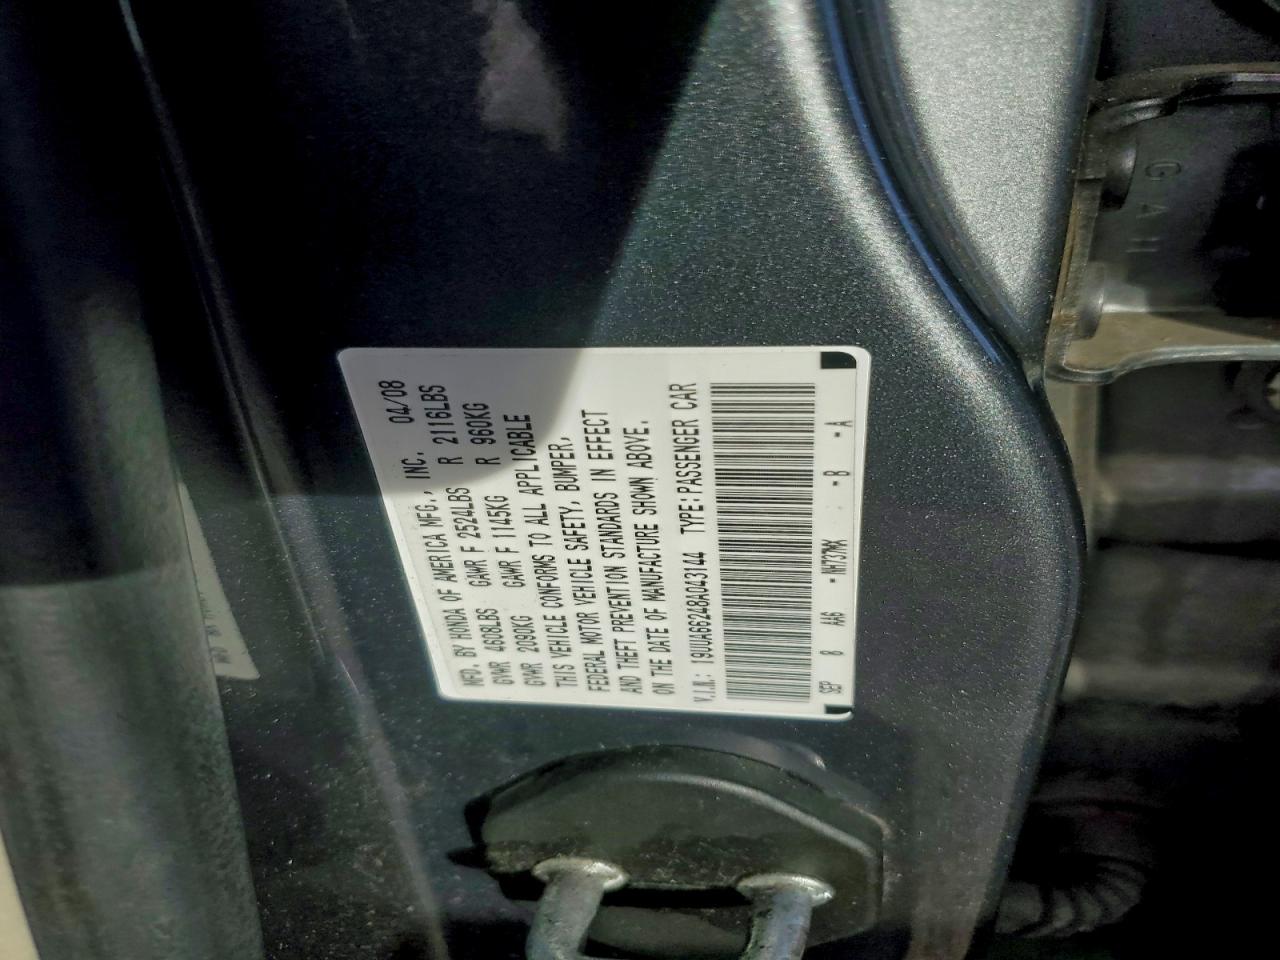 MFD. BY HONDA OF AMERICA MFG., INC. 04/08
GVWR 4608LBS GAWR F 2524LBS R 2116LBS
GVWR 2090KG GAWR F 1145KG R 960KG
THIS VEHICLE CONFORMS TO ALL APPLICABLE
FEDERAL MOTOR VEHICLE SAFETY, BUMPER,
AND THEFT PREVENTION STANDARDS IN EFFECT
ON THE DATE OF MANUFACTURE SHOWN ABOVE.
V.I.N.: 19UUA66248A043144 TYPE:PASSENGER CAR
SEP 8 AA6 - NH737MX - B - A
GAH